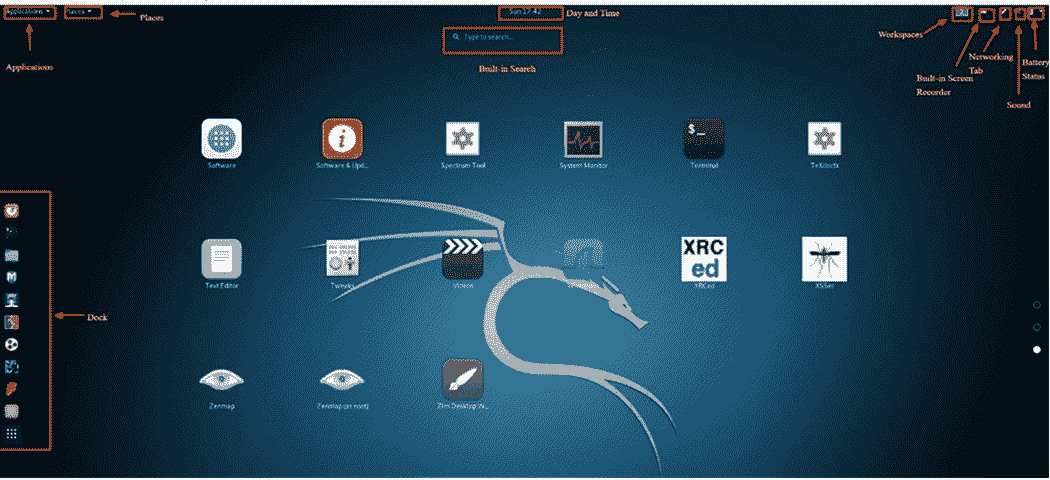 Applications
Places
Places
Sun 17:42
Day and Time
Workspaces
Type to search...
Networking
Tab
Battery
Status
Applications
Built-in Search
Built-in Screen
Recorder
Sound
Software
Software & Upd...
Spectrum Tool
System Monitor
$_
Terminal
TeXdoctk
Text Editor
Tweaks
Videos
XRC
ed
XRCed
XSSer
Dock
Zenmap
Zenmap (as root)
Zim Desktop W...